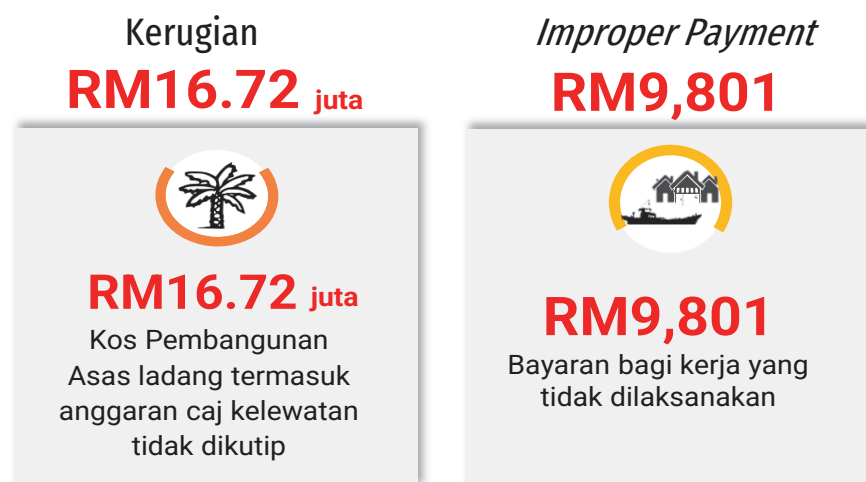 Kerugian
RM16.72 juta
RM16.72 juta
Kos Pembangunan
Asas ladang termasuk
anggaran caj kelewatan
tidak dikutip
Improper Payment
RM9,801
RM9,801
Bayaran bagi kerja yang
tidak dilaksanakan